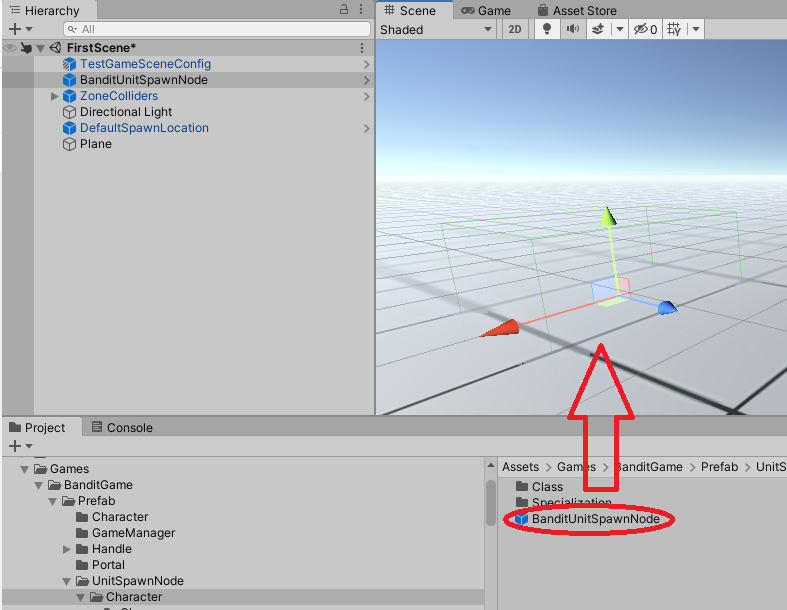 Hierarchy
All
FirstScene*
TestGameSceneConfig
BanditUnitSpawnNode
ZoneColliders
Directional Light
DefaultSpawnLocation
Plane
Scene Game Asset Store
Shaded 2D 0
Project Console
Games
BanditGame
Prefab
Character
GameManager
Handle
Portal
UnitSpawnNode
Character
Assets > Games > BanditGame > Prefab > UnitS
Class
Specialization
BanditUnitSpawnNode